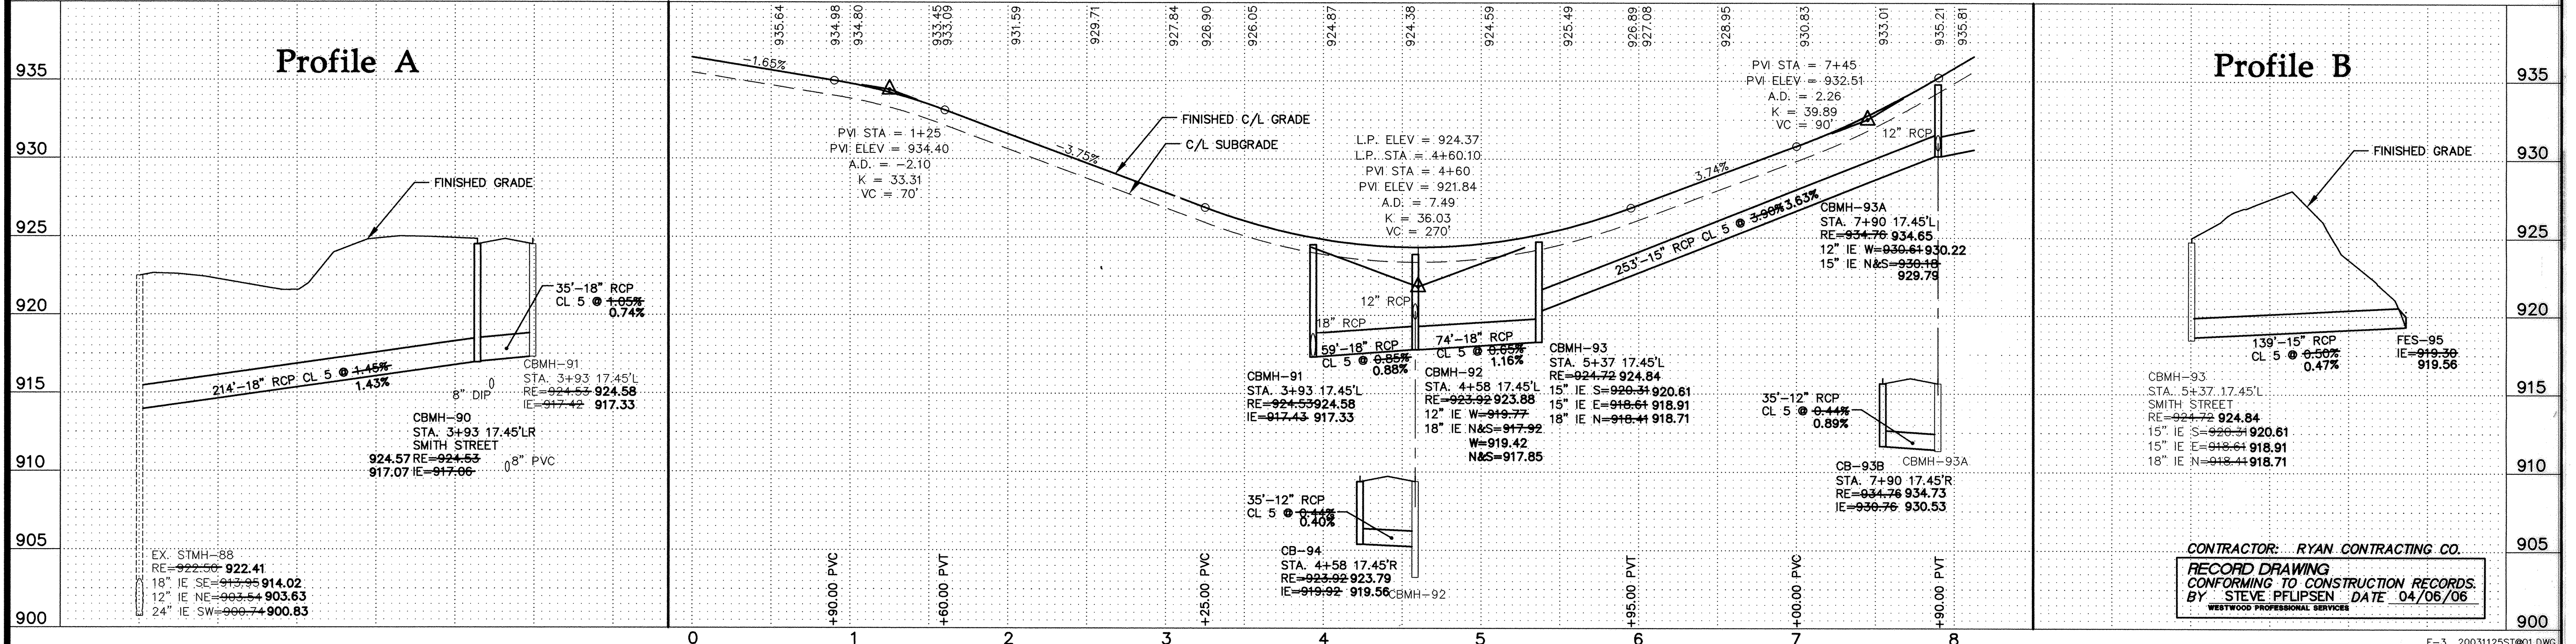 935.64
934.98
934.80
933.45
933.09
931.59
929.71
927.84
926.90
926.05
924.87
924.38
924.59
925.49
926.89
927.08
928.95
930.83
933.01
935.21
935.81
Profile A
935
930
925
920
915
910
905
900
FINISHED GRADE
35'-18" RCP
CL 5 @ 1.05%
0.74%
214'-18" RCP CL 5 @ 1.45%
1.43%
8" DIP
CBMH-91
STA. 3+93 17.45'L
RE=924.53 924.58
IE=917.42 917.33
CBMH-90
STA. 3+93 17.45'LR
SMITH STREET
924.57 RE=924.53
917.07 IE=917.06
8" PVC
EX. STMH-88
RE=922.50 922.41
18" IE SE=913.95 914.02
12" IE NE=903.54 903.63
24" IE SW=900.74 900.83
-1.65%
PVI STA = 1+25
PVI ELEV = 934.40
A.D. = -2.10
K = 33.31
VC = 70'
-3.75%
FINISHED C/L GRADE
C/L SUBGRADE
L.P. ELEV = 924.37
L.P. STA = 4+60.10
PVI STA = 4+60
PVI ELEV = 921.84
A.D. = 7.49
K = 36.03
VC = 270'
3.74%
PVI STA = 7+45
PVI ELEV = 932.51
A.D. = 2.26
K = 39.89
VC = 90'
12" RCP
253'-15" RCP CL 5 @ 3.90% 3.63%
CBMH-93A
STA. 7+90 17.45'L
RE=934.76 934.65
12" IE W=930.61 930.22
15" IE N&S=930.18
929.79
12" RCP
18" RCP
59'-18" RCP
CL 5 @ 0.85%
0.88%
74'-18" RCP
CL 5 @ 0.65%
1.16%
CBMH-91
STA. 3+93 17.45'L
RE=924.53 924.58
IE=917.43 917.33
CBMH-92
STA. 4+58 17.45'L
RE=923.92 923.88
12" IE W=919.77
18" IE N&S=917.92
W=919.42
N&S=917.85
CBMH-93
STA. 5+37 17.45'L
RE=924.72 924.84
15" IE S=920.31 920.61
15" IE E=918.61 918.91
18" IE N=918.41 918.71
35'-12" RCP
CL 5 @ 0.44%
0.89%
CB-93B
STA. 7+90 17.45'R
RE=934.76 934.73
IE=930.76 930.53
CBMH-93A
35'-12" RCP
CL 5 @ 0.44%
0.40%
CB-94
STA. 4+58 17.45'R
RE=923.92 923.79
IE=919.92 919.56
CBMH-92
+90.00 PVC
+60.00 PVT
+25.00 PVC
+95.00 PVT
+00.00 PVC
+90.00 PVT
0 1 2 3 4 5 6 7 8
Profile B
FINISHED GRADE
139'-15" RCP
CL 5 @ 0.50%
0.47%
FES-95
IE=919.30
919.56
CBMH-93
STA. 5+37 17.45'L
SMITH STREET
RE=924.72 924.84
15" IE S=920.31 920.61
15" IE E=918.61 918.91
18" IE N=918.41 918.71
935
930
925
920
915
910
905
900
CONTRACTOR: RYAN CONTRACTING CO.
RECORD DRAWING
CONFORMING TO CONSTRUCTION RECORDS.
BY STEVE PFLIPSEN DATE 04/06/06
WESTWOOD PROFESSIONAL SERVICES